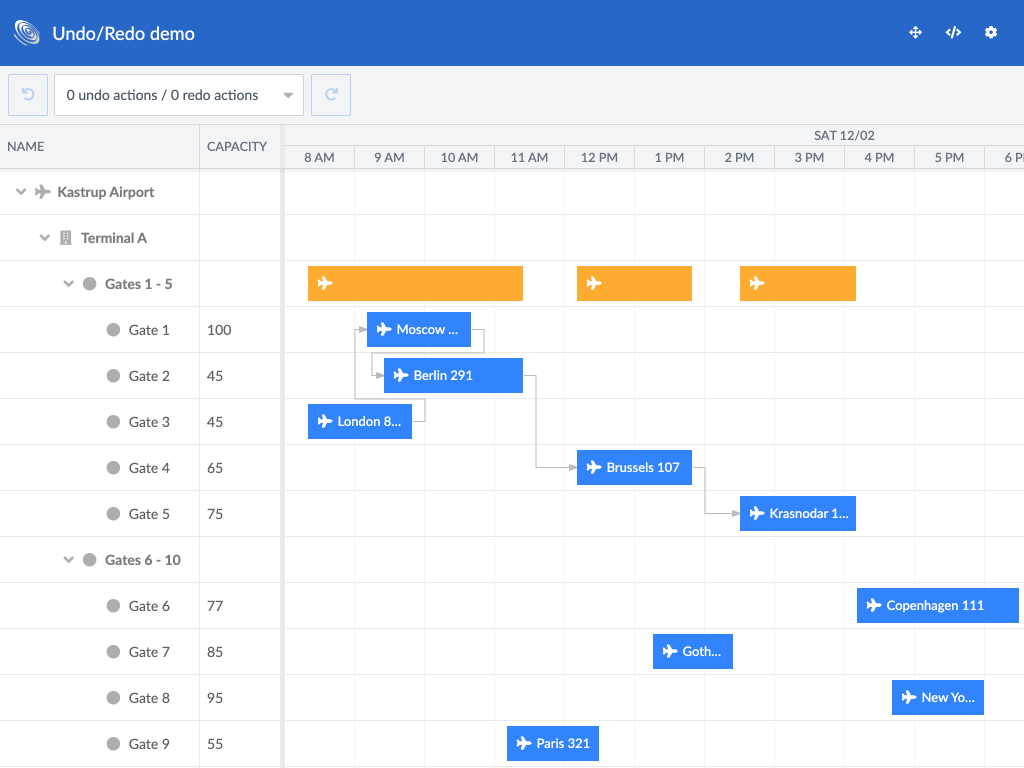 Undo/Redo demo
0 undo actions / 0 redo actions
NAME CAPACITY SAT 12/02
8 AM 9 AM 10 AM 11 AM 12 PM 1 PM 2 PM 3 PM 4 PM 5 PM 6 P
Kastrup Airport
Terminal A
Gates 1 - 5
Gate 1 100 Moscow ...
Gate 2 45 Berlin 291
Gate 3 45 London 8...
Gate 4 65 Brussels 107
Gate 5 75 Krasnodar 1...
Gates 6 - 10
Gate 6 77 Copenhagen 111
Gate 7 85 Goth...
Gate 8 95 New Yo...
Gate 9 55 Paris 321